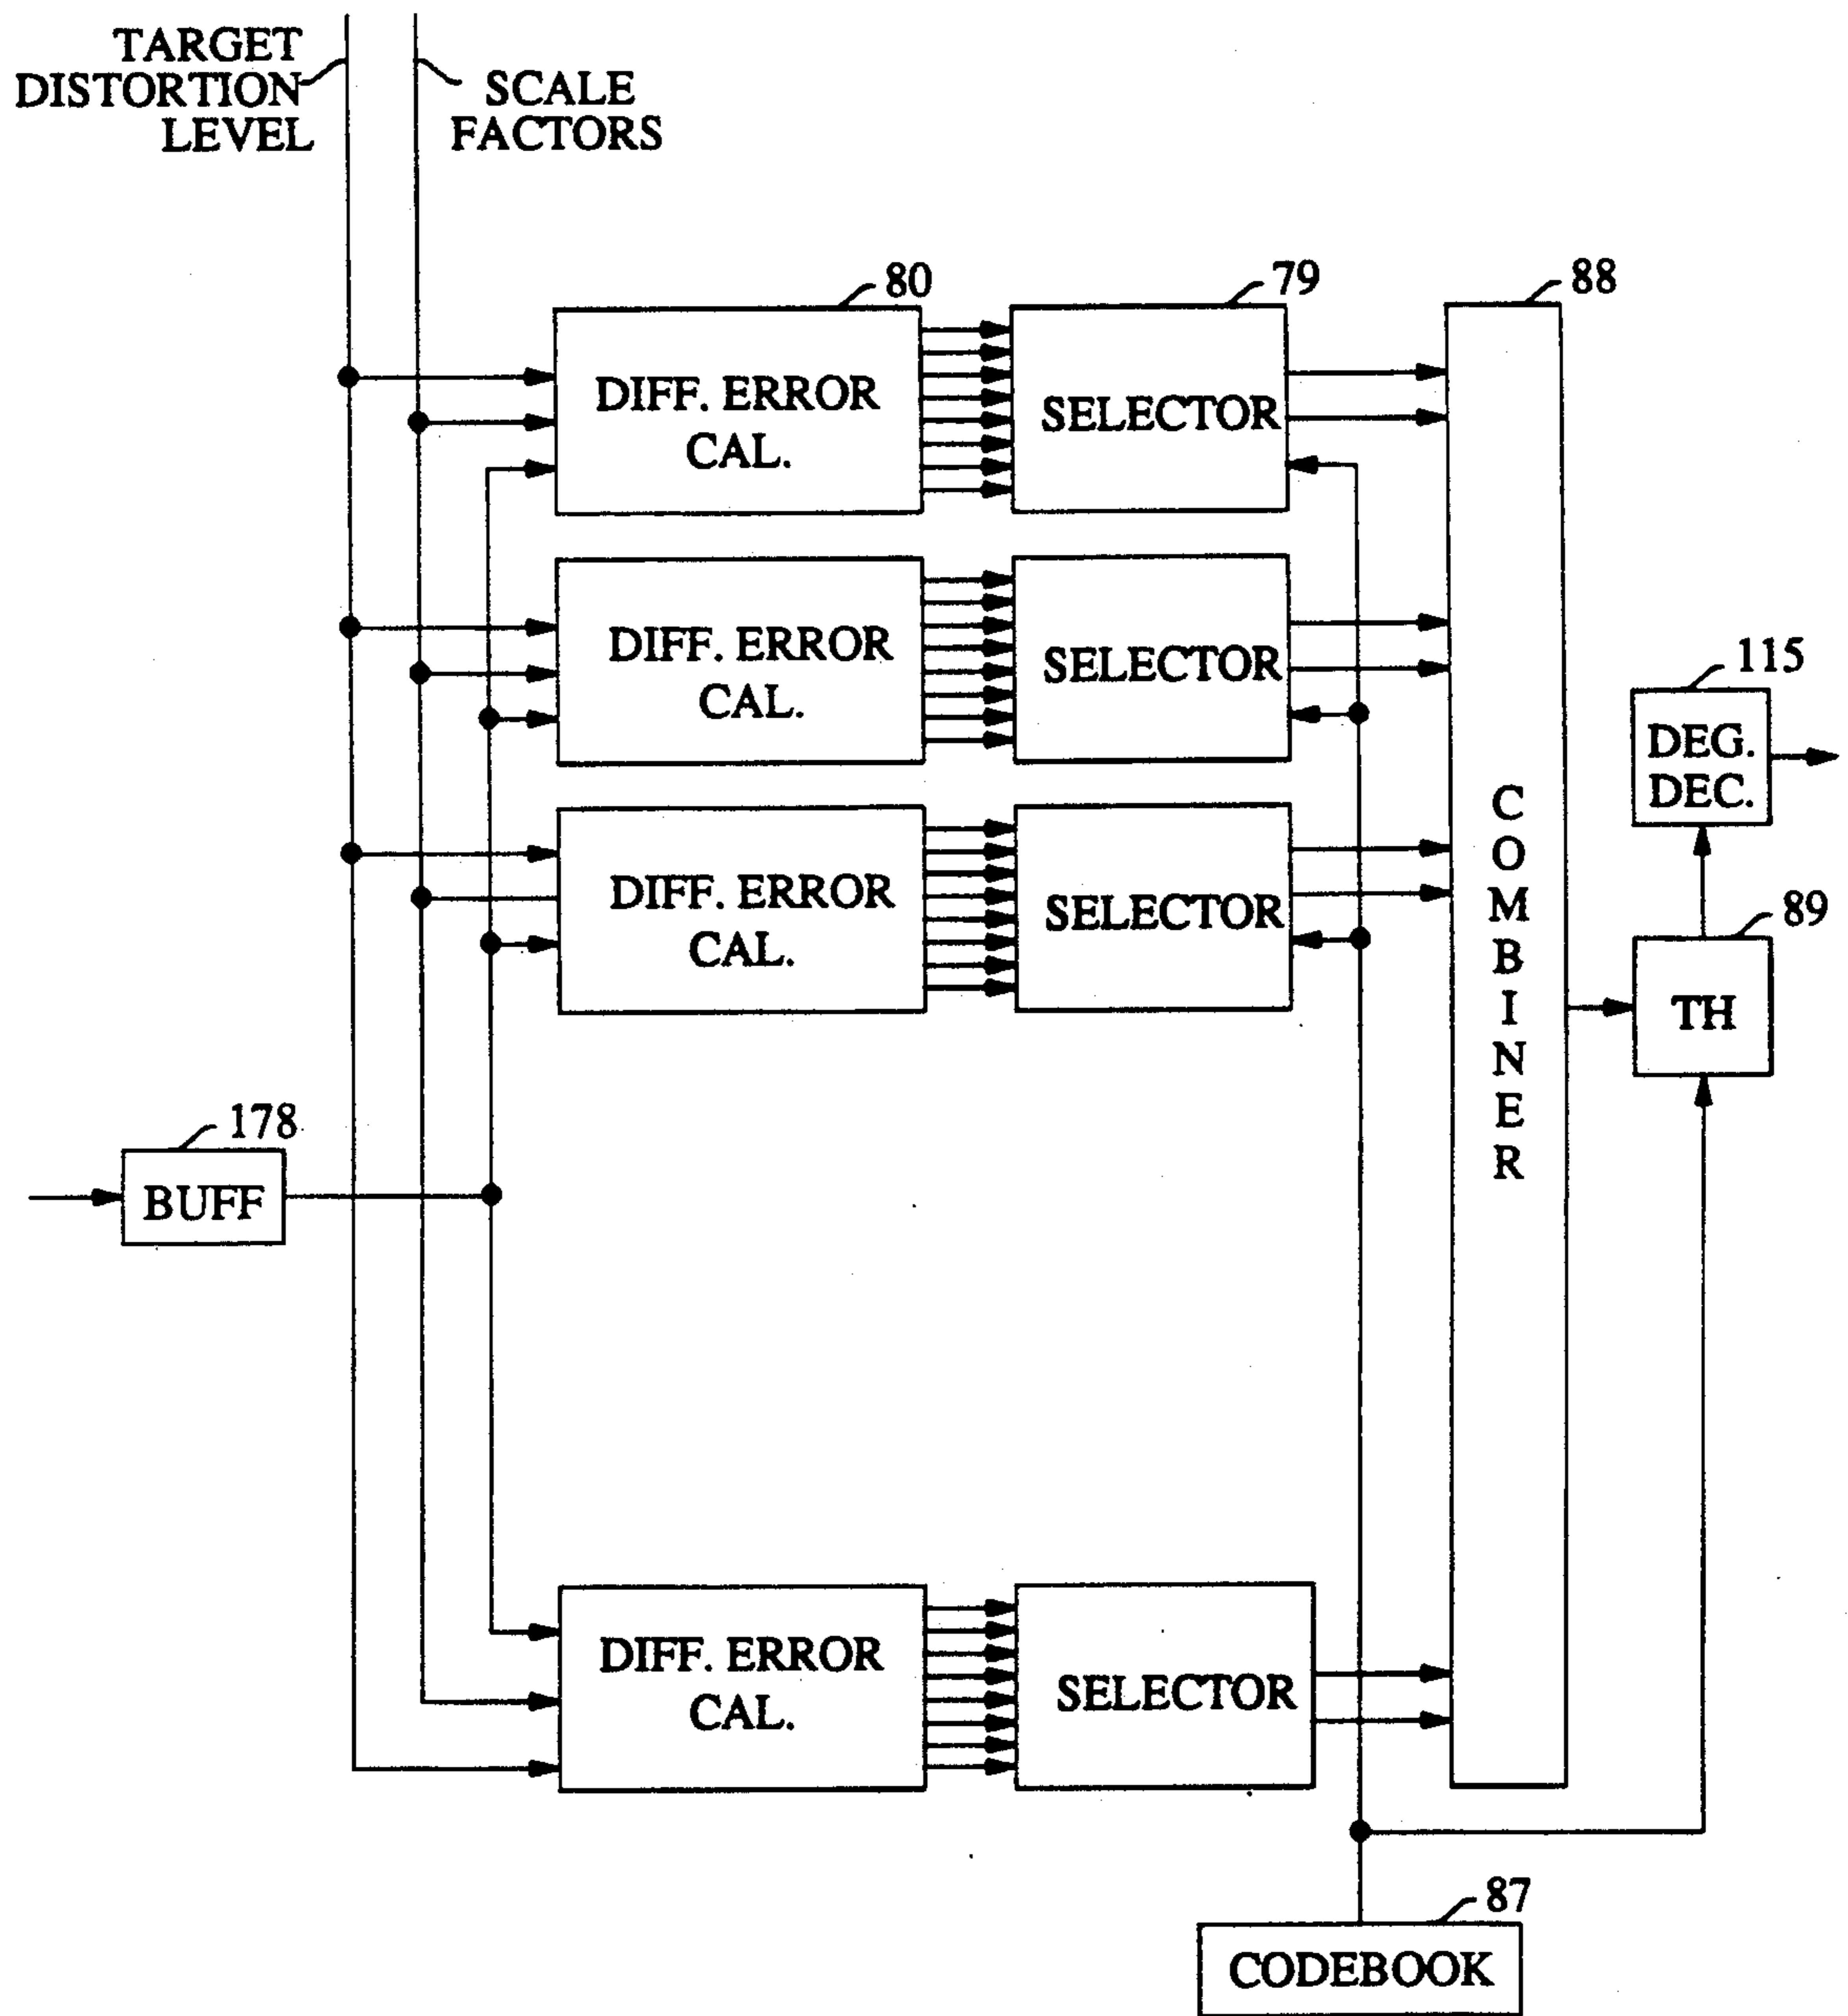 TARGET
DISTORTION
LEVEL
SCALE
FACTORS
80
79
88
DIFF. ERROR
CAL.
SELECTOR
DIFF. ERROR
CAL.
SELECTOR
115
DEG.
DEC.
DIFF. ERROR
CAL.
SELECTOR
COMBINER
89
TH
178
BUFF
DIFF. ERROR
CAL.
SELECTOR
87
CODEBOOK